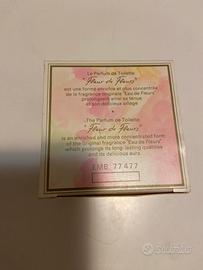 Le Parfum de Toilette
"Fleur de Fleurs"
est une forme enrichie et plus concentrée
de la fragrance originale "Eau de Fleurs"
prolongeant ainsi sa tenue
et son délicieux sillage
•
The Parfum de Toilette
"Fleur de Fleurs"
is an enriched and more concentrated form
of the original fragrance "Eau de Fleurs"
which prolongs its long-lasting qualities
and its delicious aura
EMB 77477
Subito